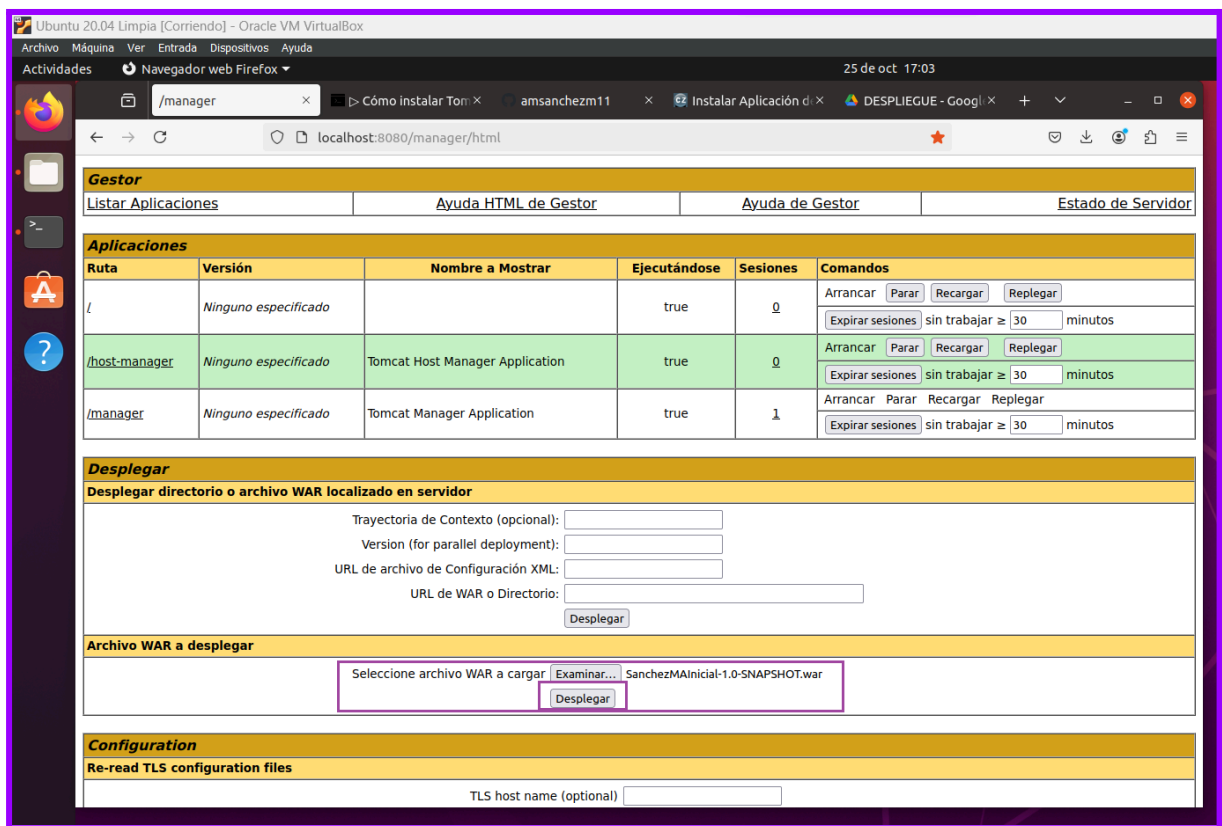 Ubuntu 20.04 Limpia [Corriendo] - Oracle VM VirtualBox
Archivo Máquina Ver Entrada Dispositivos Ayuda
Actividades Navegador web Firefox 25 de oct 17:03
/manager Cómo instalar Tom amsanchezm11 Instalar Aplicación de DESPLIEGUE - Google
localhost:8080/manager/html
Gestor
Listar Aplicaciones Ayuda HTML de Gestor Ayuda de Gestor Estado de Servidor
Aplicaciones
Ruta Versión Nombre a Mostrar Ejecutándose Sesiones Comandos
/ Ninguno especificado true 0 Arrancar Parar Recargar Replegar
Expirar sesiones sin trabajar ≥ 30 minutos
/host-manager Ninguno especificado Tomcat Host Manager Application true 0 Arrancar Parar Recargar Replegar
Expirar sesiones sin trabajar ≥ 30 minutos
/manager Ninguno especificado Tomcat Manager Application true 1 Arrancar Parar Recargar Replegar
Expirar sesiones sin trabajar ≥ 30 minutos
Desplegar
Desplegar directorio o archivo WAR localizado en servidor
Trayectoria de Contexto (opcional):
Version (for parallel deployment):
URL de archivo de Configuración XML:
URL de WAR o Directorio:
Desplegar
Archivo WAR a desplegar
Seleccione archivo WAR a cargar Examinar... SanchezMAInicial-1.0-SNAPSHOT.war
Desplegar
Configuration
Re-read TLS configuration files
TLS host name (optional)